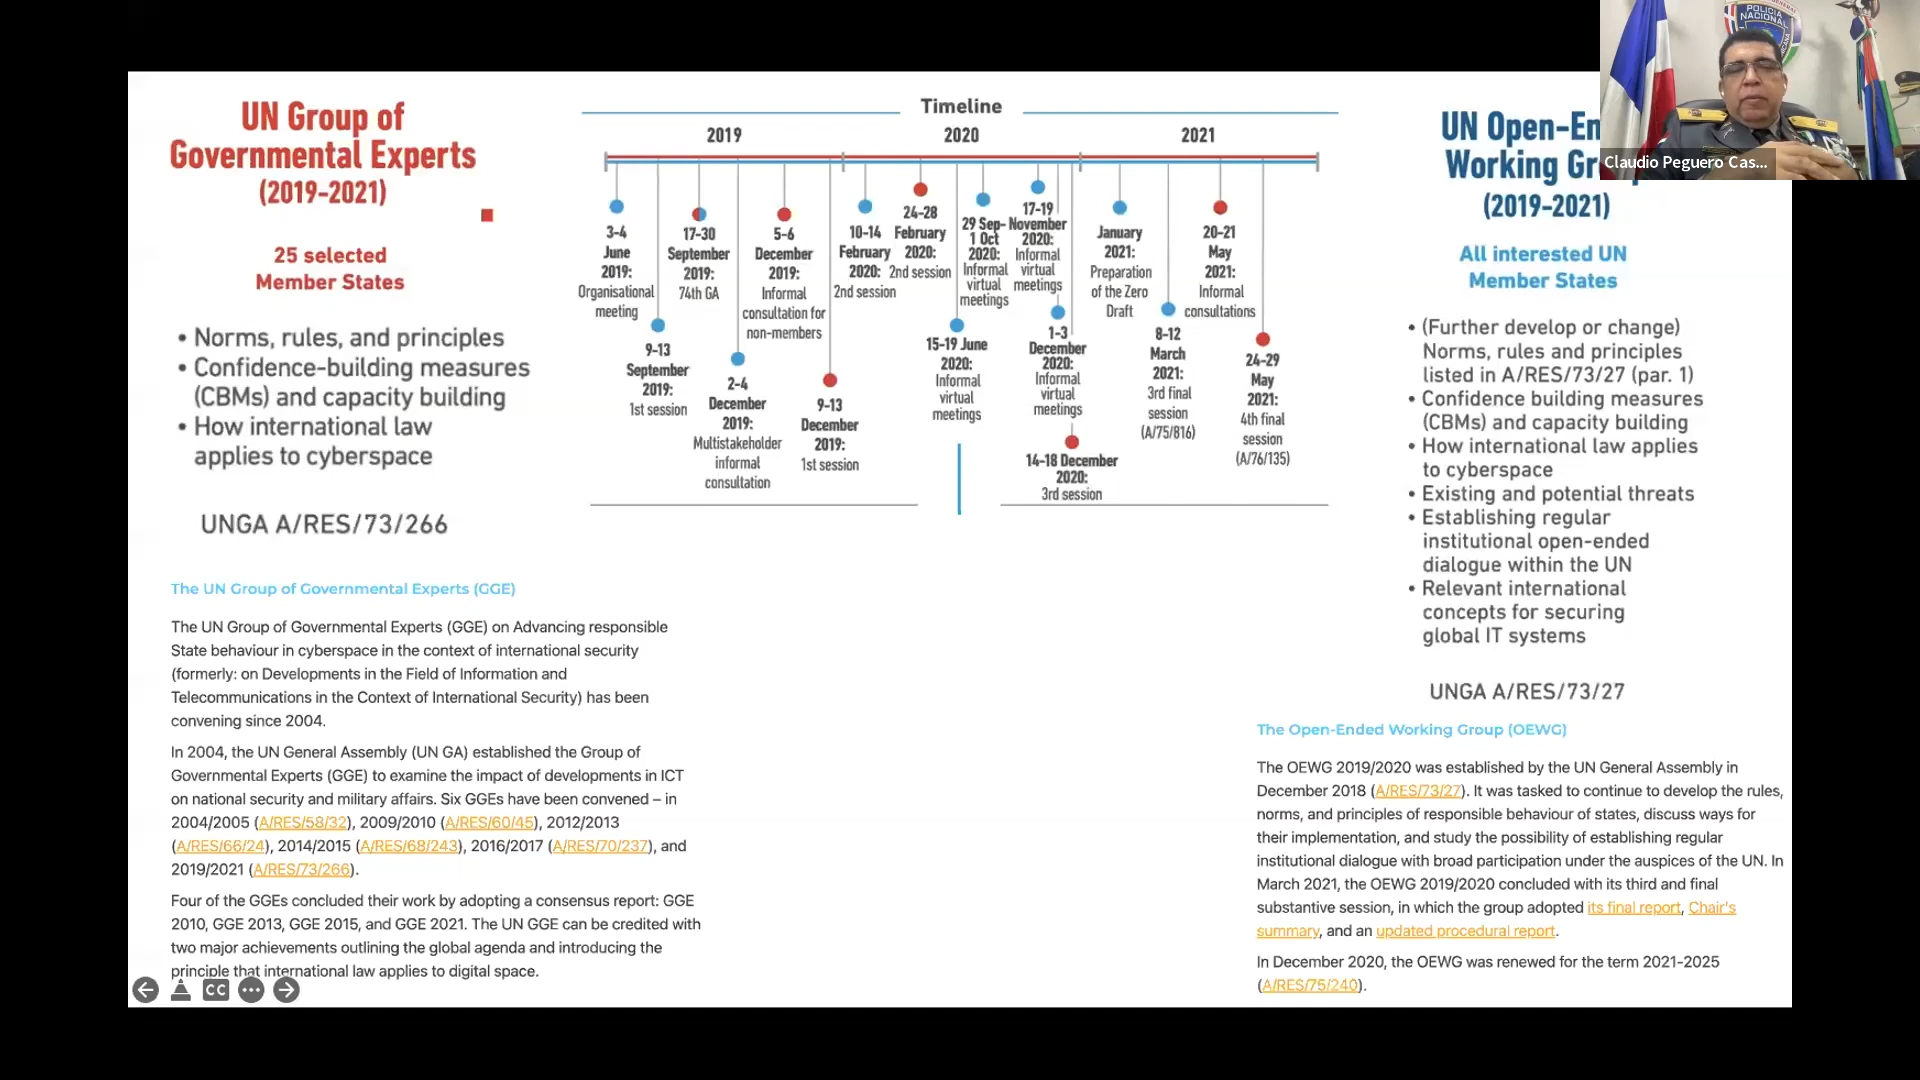 UN Group of
Governmental Experts
(2019-2021)
25 selected
Member States
• Norms, rules, and principles
• Confidence-building measures
(CBMs) and capacity building
• How international law
applies to cyberspace
UNGA A/RES/73/266
Timeline
2019
2020
2021
3-4
June
2019:
Organisational
meeting
9-13
September
2019:
1st session
17-30
September
2019:
74th GA
2-4
December
2019:
Multistakeholder
informal
consultation
5-6
December
2019:
Informal
consultation for
non-members
9-13
December
2019:
1st session
10-14
February
2020:
2nd session
24-28
February
2020:
2nd session
15-19 June
2020:
Informal
virtual
meetings
29 Sep-
1 Oct
2020:
Informal
virtual
meetings
17-19
November
2020:
Informal
virtual
meetings
1-3
December
2020:
Informal
virtual
meetings
14-18 December
2020:
3rd session
January
2021:
Preparation
of the Zero
Draft
8-12
March
2021:
3rd final
session
(A/75/816)
20-21
May
2021:
Informal
consultations
24-29
May
2021:
4th final
session
(A/76/135)
UN Open-En
Working Gr
(2019-2021)
All interested UN
Member States
• (Further develop or change)
Norms, rules and principles
listed in A/RES/73/27 (par. 1)
• Confidence building measures
(CBMs) and capacity building
• How international law applies
to cyberspace
• Existing and potential threats
• Establishing regular
institutional open-ended
dialogue within the UN
• Relevant international
concepts for securing
global IT systems
UNGA A/RES/73/27
The UN Group of Governmental Experts (GGE)
The UN Group of Governmental Experts (GGE) on Advancing responsible
State behaviour in cyberspace in the context of international security
(formerly: on Developments in the Field of Information and
Telecommunications in the Context of International Security) has been
convening since 2004.
In 2004, the UN General Assembly (UN GA) established the Group of
Governmental Experts (GGE) to examine the impact of developments in ICT
on national security and military affairs. Six GGEs have been convened – in
2004/2005 (A/RES/58/32), 2009/2010 (A/RES/60/45), 2012/2013
(A/RES/66/24), 2014/2015 (A/RES/68/243), 2016/2017 (A/RES/70/237), and
2019/2021 (A/RES/73/266).
Four of the GGEs concluded their work by adopting a consensus report: GGE
2010, GGE 2013, GGE 2015, and GGE 2021. The UN GGE can be credited with
two major achievements outlining the global agenda and introducing the
principle that international law applies to digital space.
CC
The Open-Ended Working Group (OEWG)
The OEWG 2019/2020 was established by the UN General Assembly in
December 2018 (A/RES/73/27). It was tasked to continue to develop the rules,
norms, and principles of responsible behaviour of states, discuss ways for
their implementation, and study the possibility of establishing regular
institutional dialogue with broad participation under the auspices of the UN. In
March 2021, the OEWG 2019/2020 concluded with its third and final
substantive session, in which the group adopted its final report, Chair's
summary, and an updated procedural report.
In December 2020, the OEWG was renewed for the term 2021-2025
(A/RES/75/240).
POLICIA
NACIONAL
Claudio Peguero Cas...